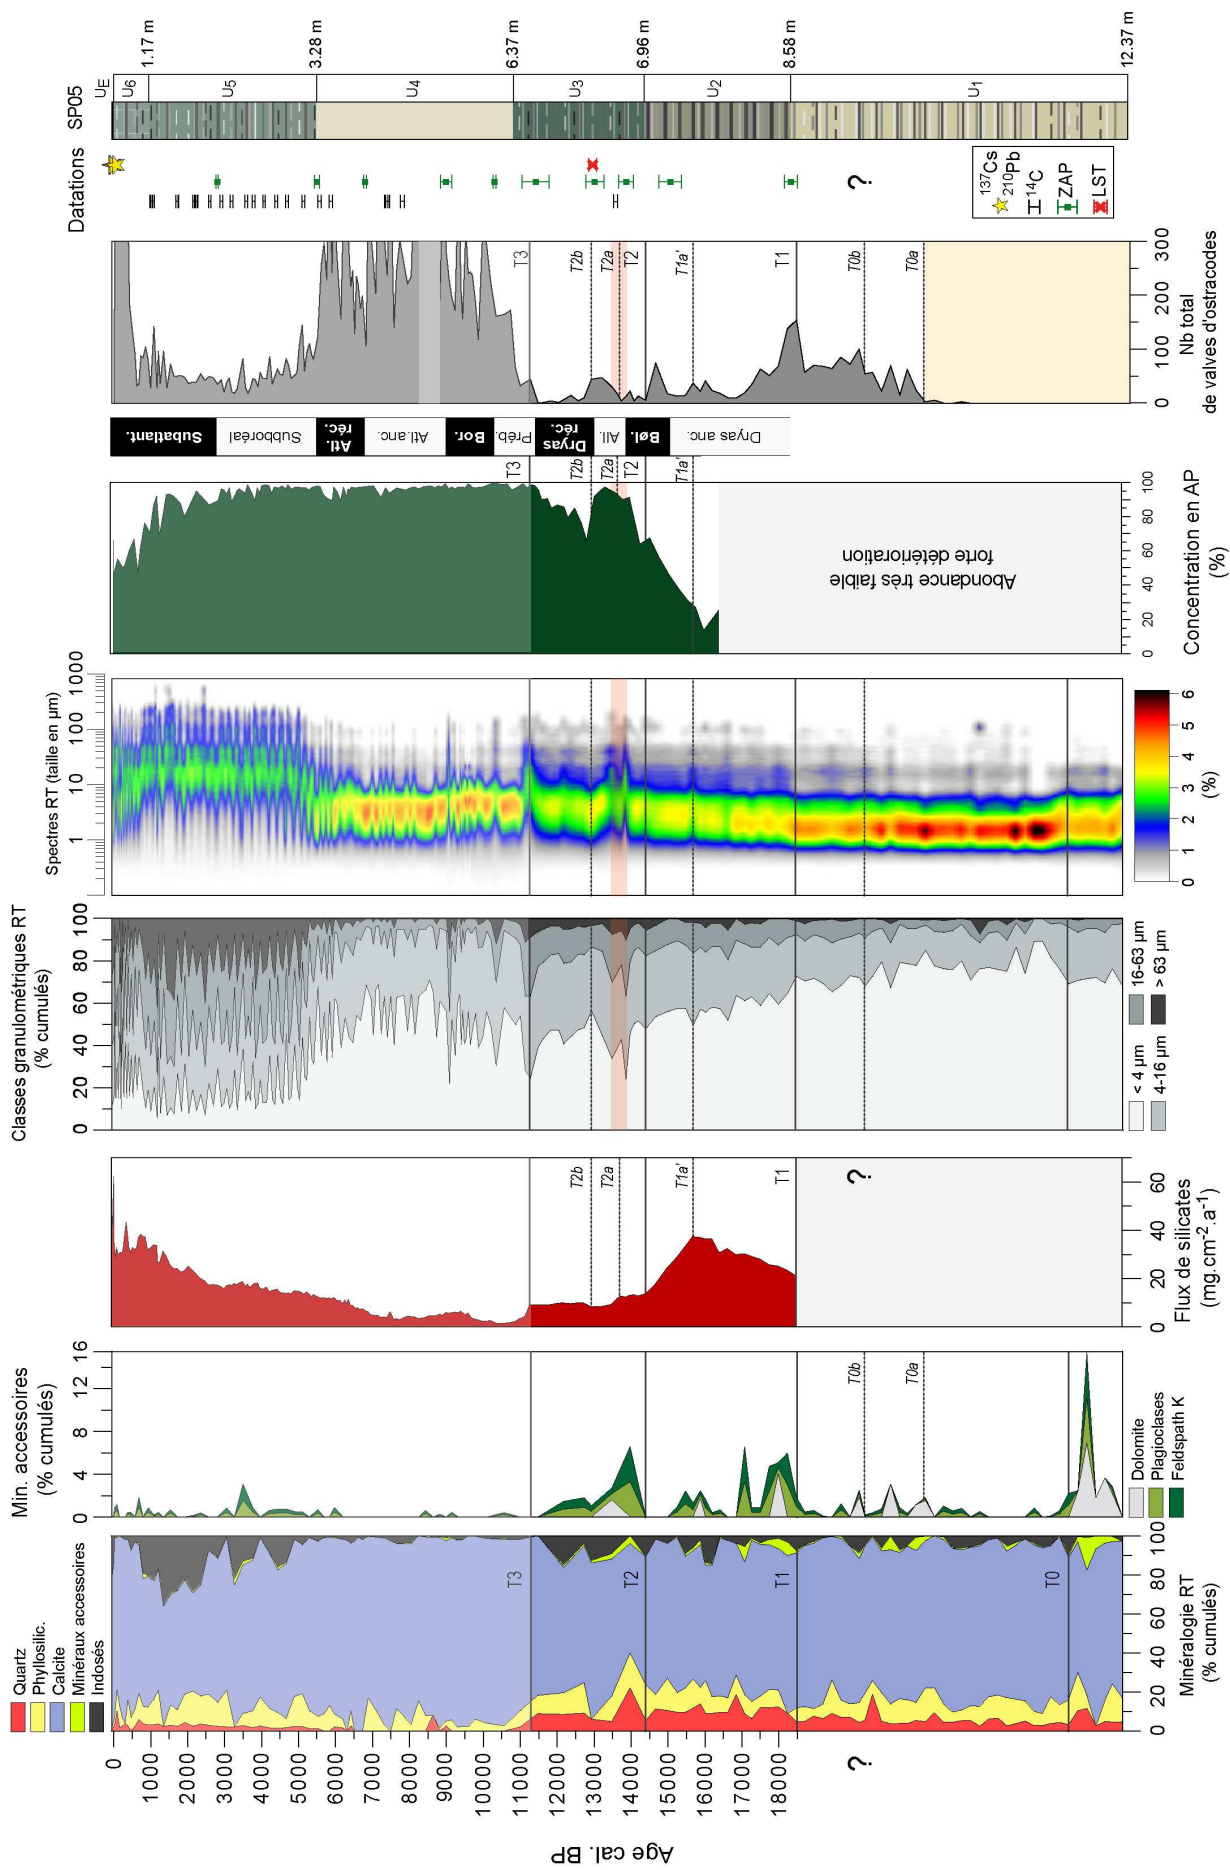 Age cal. BP
0
1000
2000
3000
4000
5000
6000
7000
8000
9000
10000
11000
12000
13000
14000
15000
16000
17000
18000
?
Quartz
Phyllosilic.
Calcite
Minéraux accessoires
Indosés
T3
T2
T1
T0
0 20 40 60 80 100
Minéralogie RT
(% cumulés)
Min. accessoires
(% cumulés)
0 4 8 12 16
T0b
T0a
Dolomite
Plagioclases
Feldspath K
T2b
T2a
T1a'
T1
?
0 20 40 60
Flux de silicates
(mg.cm-2.a-1)
Classes granulométriques RT
(% cumulés)
0 20 40 60 80 100
< 4 µm
4-16 µm
16-63 µm
> 63 µm
Spectres RT (taille en µm)
1 10 100 1000
0 1 2 3 4 5 6
(%)
Abondance très faible
forte détérioration
T3
T2b
T2a
T2
T1a'
0 20 40 60 80 100
Concentration en AP
(%)
Subatlant.
Subboréal
Atl.
réc.
Atl.anc.
Bor.
Préb.
Dryas
réc.
All.
Bøl.
Dryas anc.
T3
T2b
T2a
T2
T1a'
T1
T0b
T0a
0 100 200 300
Nb total
de valves d'ostracodes
Datations
?
137Cs
210Pb
14C
ZAP
LST
SP05
UE
U6
U5
U4
U3
U2
U1
1.17 m
3.28 m
6.37 m
6.96 m
8.58 m
12.37 m